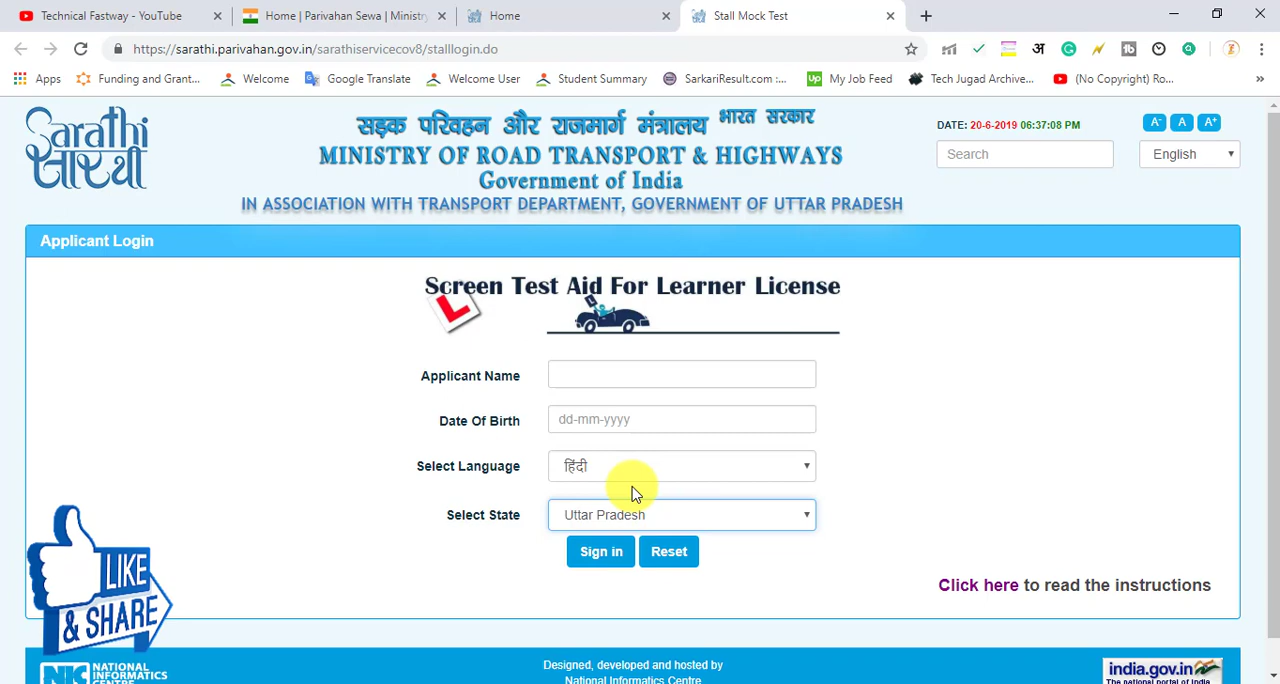 Technical Fastway - YouTube
Home | Parivahan Sewa | Ministr
Home
Stall Mock Test
https://sarathi.parivahan.gov.in/sarathiservicecov8/stalllogin.do
Apps
Funding and Grant...
Welcome
Google Translate
Welcome User
Student Summary
SarkariResult.com :...
My Job Feed
Tech Jugad Archive...
(No Copyright) Ro...
Sarathi
सारथी
सड़क परिवहन और राजमार्ग मंत्रालय भारत सरकार
MINISTRY OF ROAD TRANSPORT & HIGHWAYS
Government of India
IN ASSOCIATION WITH TRANSPORT DEPARTMENT, GOVERNMENT OF UTTAR PRADESH
DATE: 20-6-2019 06:37:08 PM
A- A A+
Search
English
Applicant Login
Screen Test Aid For Learner License
L
Applicant Name
Date Of Birth dd-mm-yyyy
Select Language हिंदी
Select State Uttar Pradesh
Sign in Reset
Click here to read the instructions
LIKE
& SHARE
NIC NATIONAL
INFORMATICS
CENTRE
Designed, developed and hosted by
National Informatics Centre
india.gov.in
The national portal of India